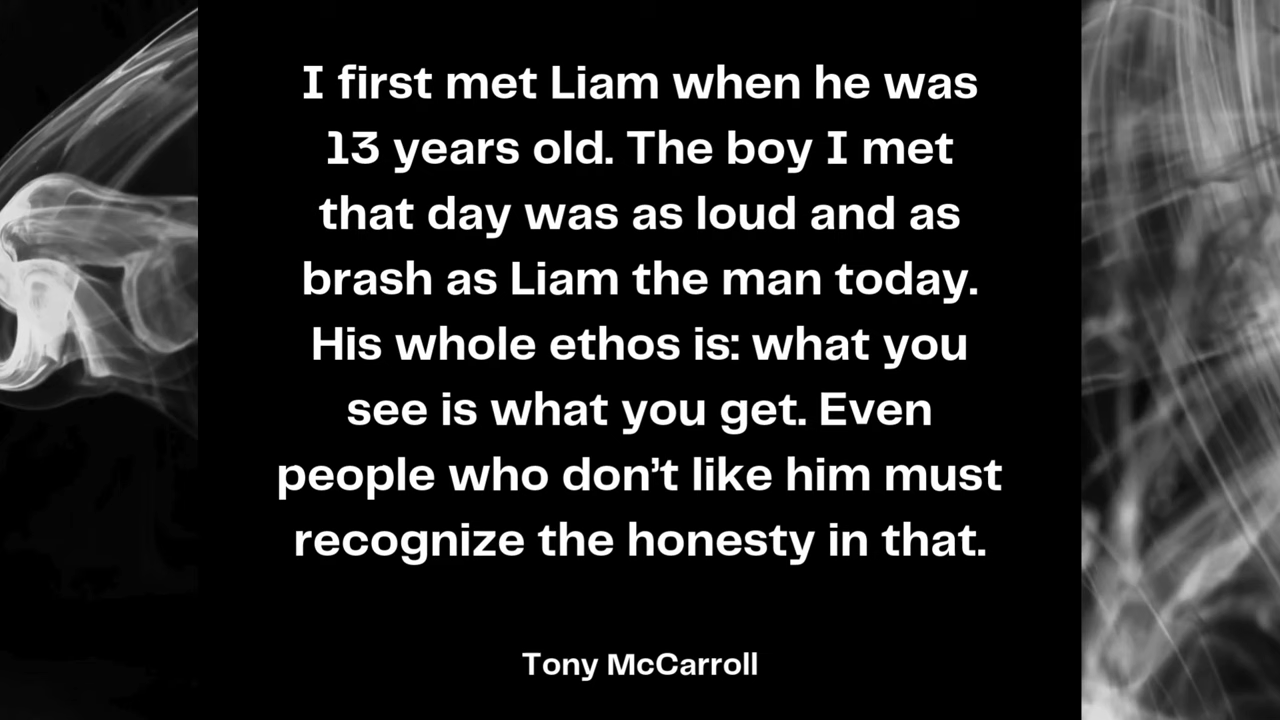 I first met Liam when he was
13 years old. The boy I met
that day was as loud and as
brash as Liam the man today.
His whole ethos is: what you
see is what you get. Even
people who don’t like him must
recognize the honesty in that.
Tony McCarroll